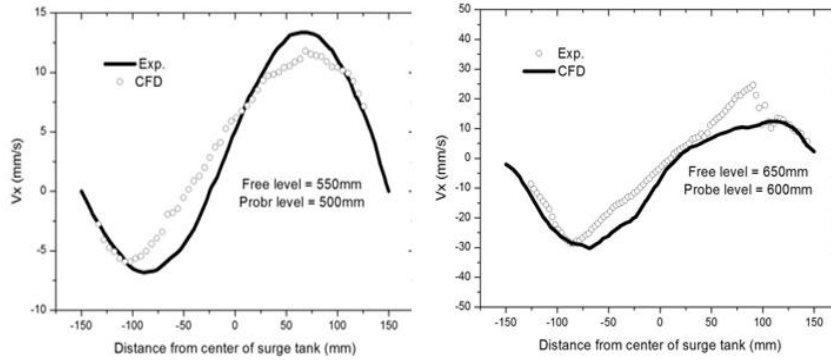 15
10
5
0
-5
-10
Vx (mm/s)
Exp.
CFD
Free level = 550mm
Probr level = 500mm
-150 -100 -50 0 50 100 150
Distance from center of surge tank (mm)
50
40
30
20
10
0
-10
-20
-30
-40
-50
Vx (mm/s)
Exp.
CFD
Free level = 650mm
Probe level = 600mm
-150 -100 -50 0 50 100 150
Distance from center of surge tank (mm)